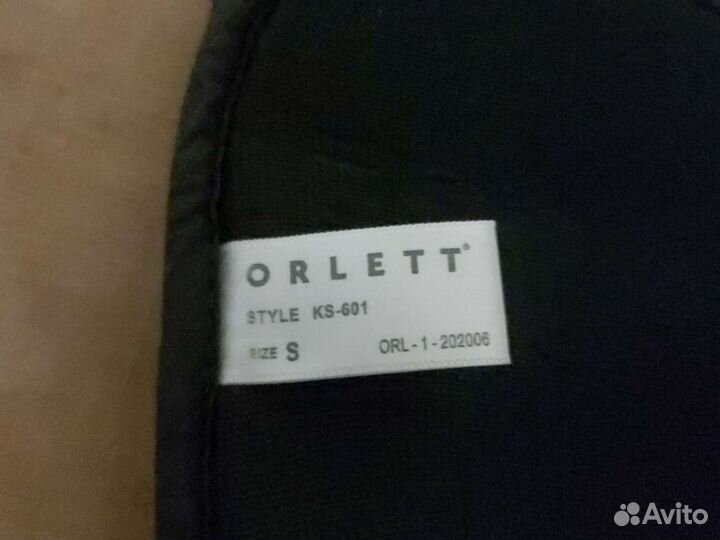 ORLETT®
STYLE KS-601
SIZE S ORL-1-202006
Avito